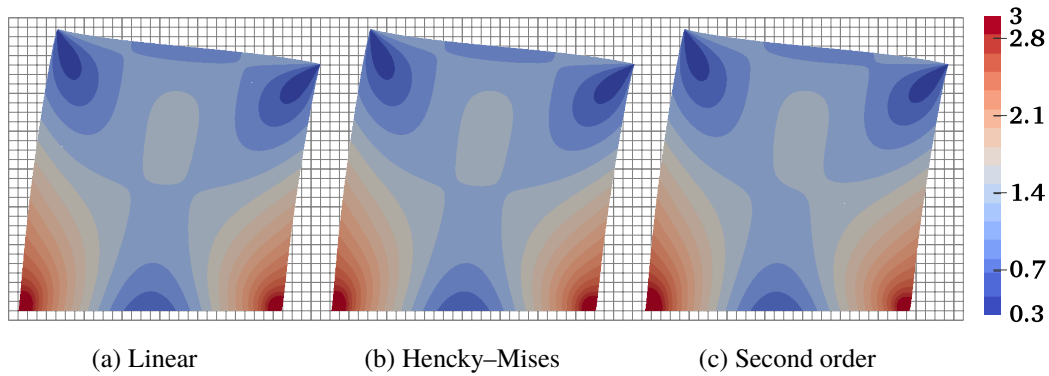 3
2.8
2.1
1.4
0.7
0.3
(a) Linear
(b) Hencky–Mises
(c) Second order